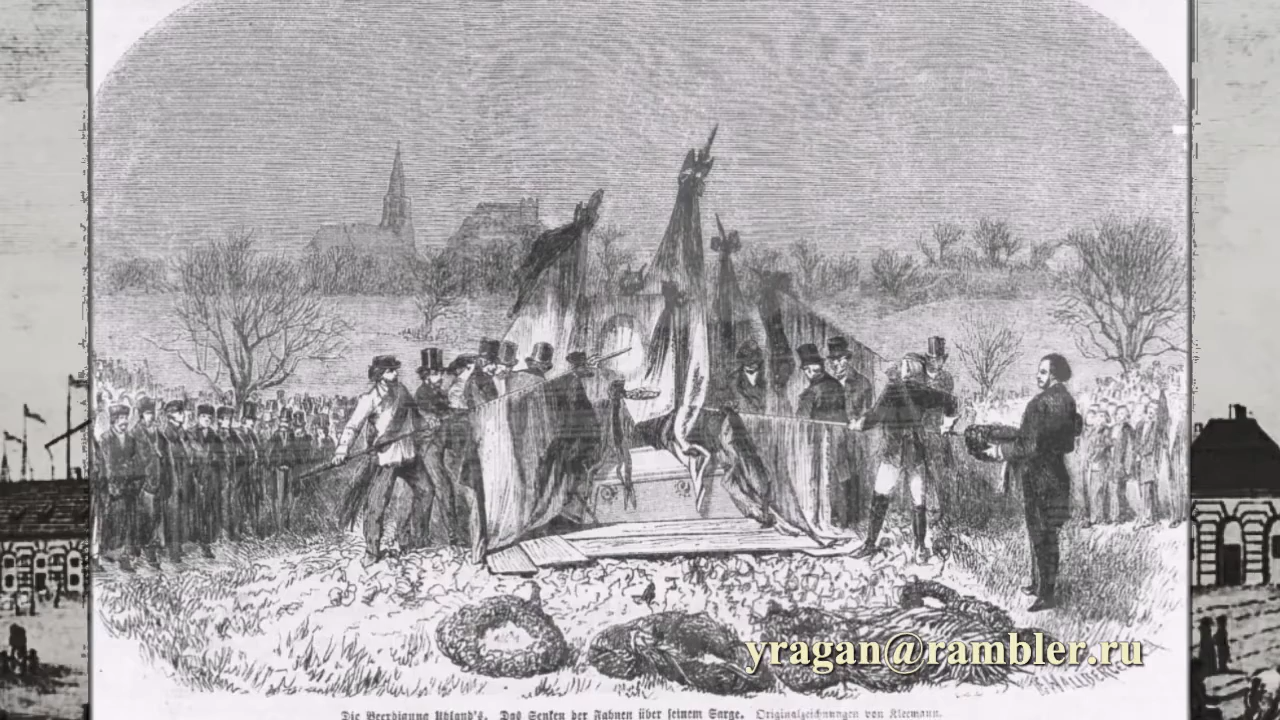 yragan@rambler.ru
Die Beerdigung Uhland's. Das Senken der Fahnen über seinem Sarge. Originalzeichnungen von Kleemann.